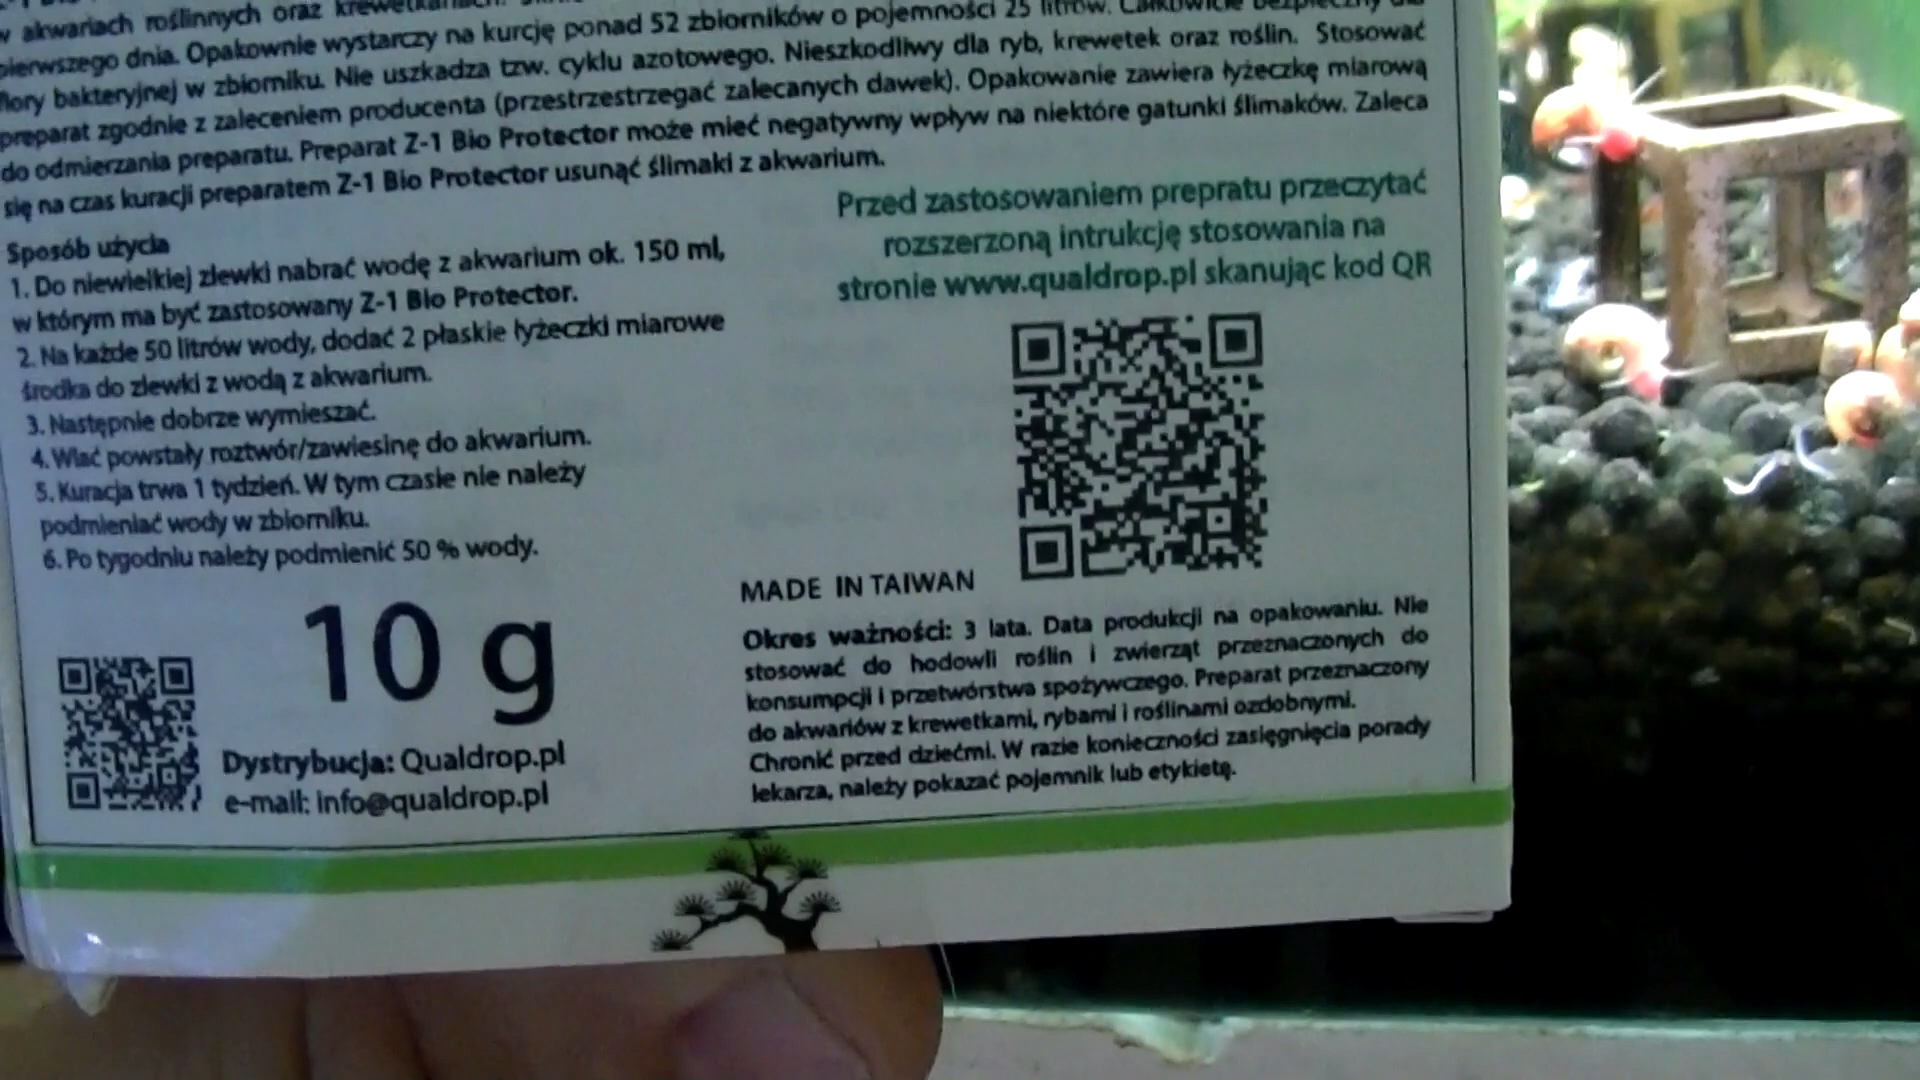 w akwariach roślinnych oraz krewetkariach.
pierwszego dnia. Opakownie wystarczy na kurcję ponad 52 zbiorników o pojemności 25 litrów. Całkowicie bezpieczny dla
flory bakteryjnej w zbiorniku. Nie uszkadza tzw. cyklu azotowego. Nieszkodliwy dla ryb, krewetek oraz roślin. Stosować
preparat zgodnie z zaleceniem producenta (przestrzestrzegać zalecanych dawek). Opakowanie zawiera łyżeczkę miarową
do odmierzania preparatu. Preparat Z-1 Bio Protector może mieć negatywny wpływ na niektóre gatunki ślimaków. Zaleca
się na czas kuracji preparatem Z-1 Bio Protector usunąć ślimaki z akwarium.
Sposób użycia
1. Do niewielkiej zlewki nabrać wodę z akwarium ok. 150 ml,
w którym ma być zastosowany Z-1 Bio Protector.
2. Na każde 50 litrów wody, dodać 2 płaskie łyżeczki miarowe
środka do zlewki z wodą z akwarium.
3. Następnie dobrze wymieszać.
4. Wlać powstały roztwór/zawiesinę do akwarium.
5. Kuracja trwa 1 tydzień. W tym czasie nie należy
podmieniać wody w zbiorniku.
6. Po tygodniu należy podmienić 50 % wody.
10 g
Dystrybucja: Qualdrop.pl
e-mail: info@qualdrop.pl
Przed zastosowaniem prepratu przeczytać
rozszerzoną intrukcję stosowania na
stronie www.qualdrop.pl skanując kod QR
MADE IN TAIWAN
Okres ważności: 3 lata. Data produkcji na opakowaniu. Nie
stosować do hodowli roślin i zwierząt przeznaczonych do
konsumpcji i przetwórstwa spożywczego. Preparat przeznaczony
do akwariów z krewetkami, rybami i roślinami ozdobnymi.
Chronić przed dziećmi. W razie konieczności zasięgnięcia porady
lekarza, należy pokazać pojemnik lub etykietę.